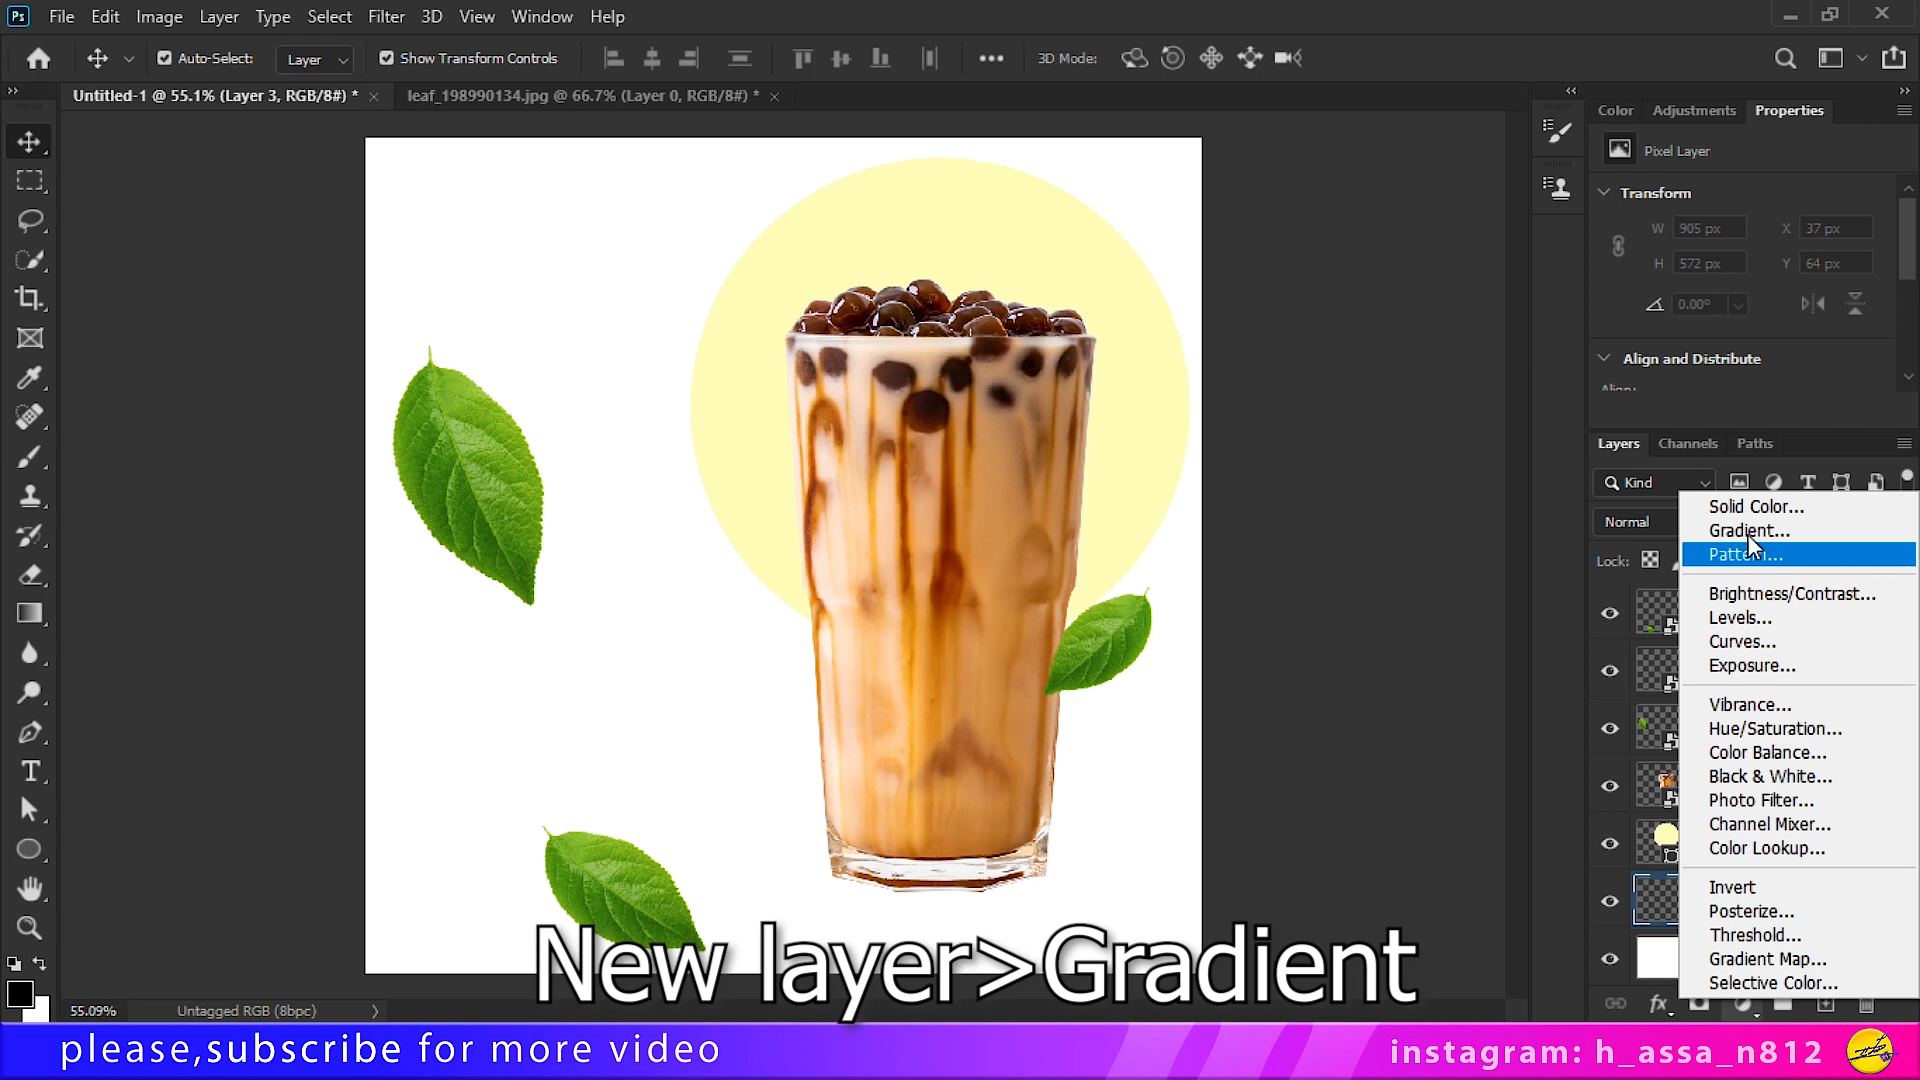 Ps File Edit Image Layer Type Select Filter 3D View Window Help
Auto-Select: Layer Show Transform Controls 3D Mode:
Untitled-1 @ 55.1% (Layer 3, RGB/8#) * leaf_198990134.jpg @ 66.7% (Layer 0, RGB/8#) *
Color Adjustments Properties
Pixel Layer
Transform
W 905 px X 37 px
H 572 px Y 64 px
0.00°
Align and Distribute
Align:
Layers Channels Paths
Kind
Normal
Lock:
Solid Color...
Gradient...
Pattern...
Brightness/Contrast...
Levels...
Curves...
Exposure...
Vibrance...
Hue/Saturation...
Color Balance...
Black & White...
Photo Filter...
Channel Mixer...
Color Lookup...
Invert
Posterize...
Threshold...
Gradient Map...
Selective Color...
fx
New layer>Gradient
55.09% Untagged RGB (8bpc)
please,subscribe for more video
instagram: h_assa_n812